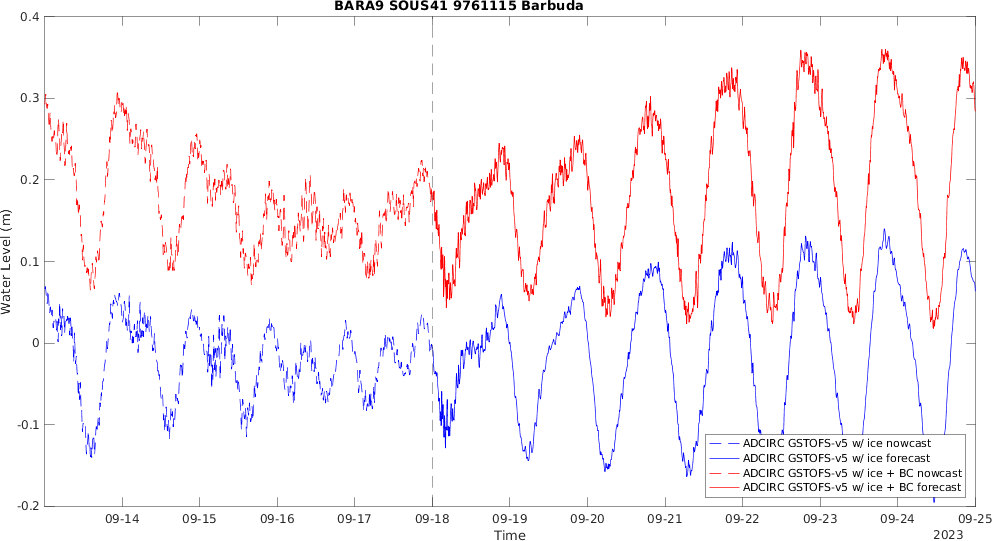 BARA9 SOUS41 9761115 Barbuda
0.4
0.3
0.2
0.1
0
-0.1
-0.2
Water Level (m)
ADCIRC GSTOFS-v5 w/ ice nowcast
ADCIRC GSTOFS-v5 w/ ice forecast
ADCIRC GSTOFS-v5 w/ ice + BC nowcast
ADCIRC GSTOFS-v5 w/ ice + BC forecast
09-14 09-15 09-16 09-17 09-18 09-19 09-20 09-21 09-22 09-23 09-24 09-25
Time
2023